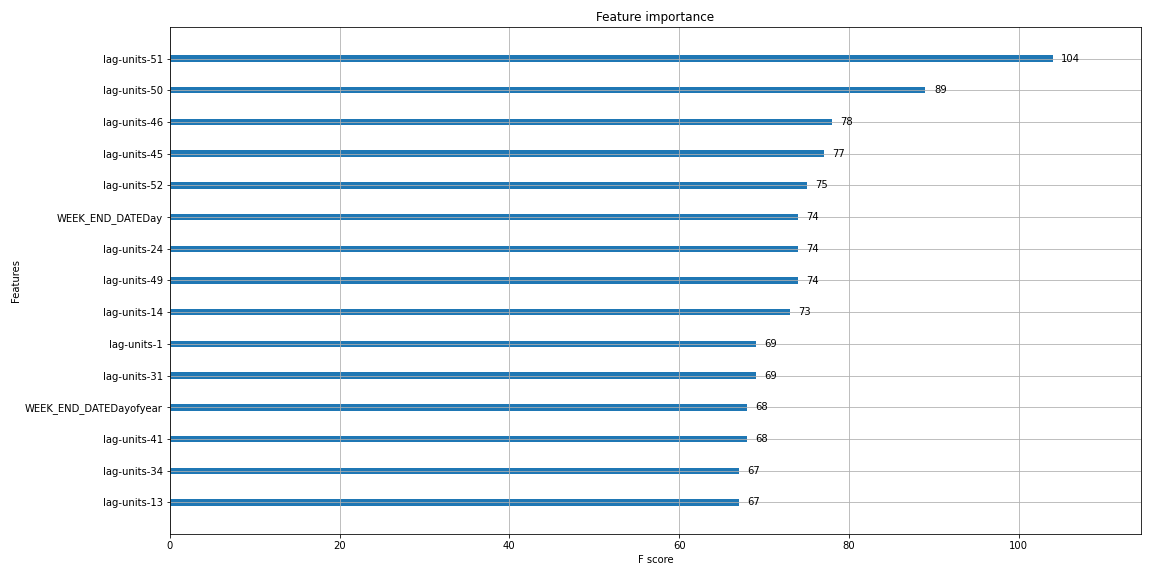 Feature importance
lag-units-51 104
lag-units-50 89
lag-units-46 78
lag-units-45 77
lag-units-52 75
WEEK_END_DATEDay 74
lag-units-24 74
lag-units-49 74
lag-units-14 73
lag-units-1 69
lag-units-31 69
WEEK_END_DATEDayofyear 68
lag-units-41 68
lag-units-34 67
lag-units-13 67
Features
0 20 40 60 80 100
F score